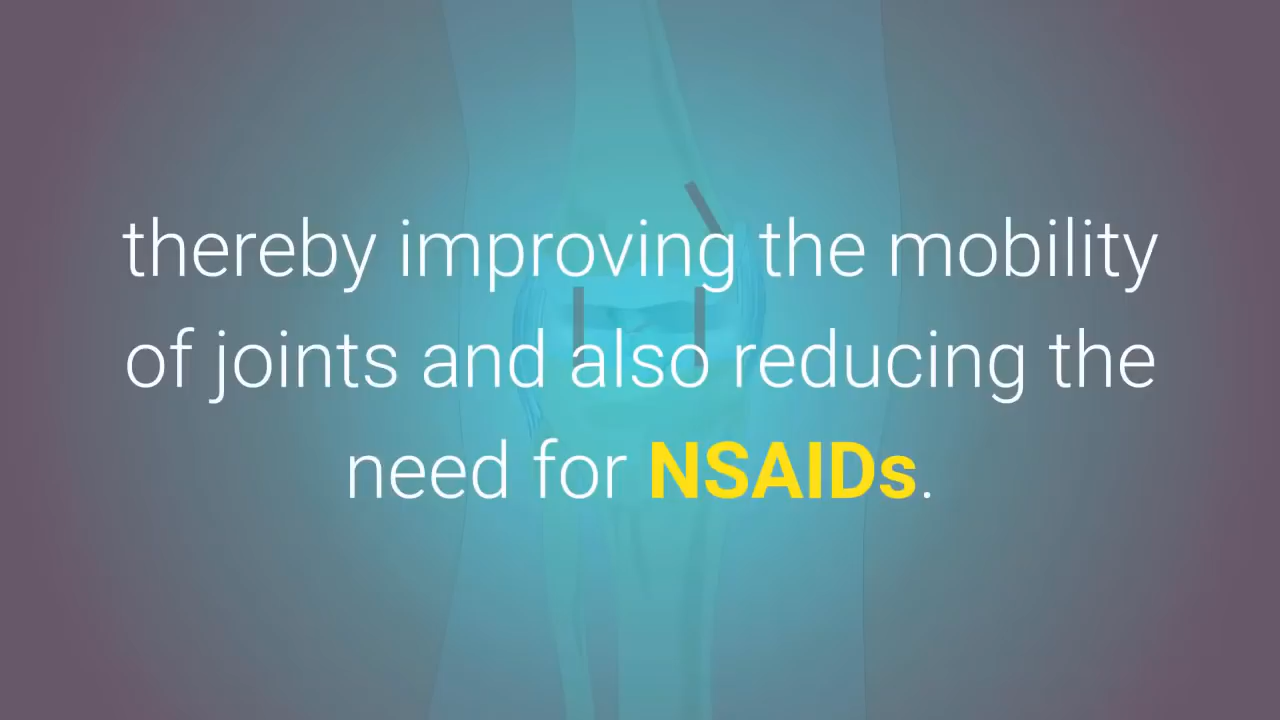 thereby improving the mobility
of joints and also reducing the
need for NSAIDs.